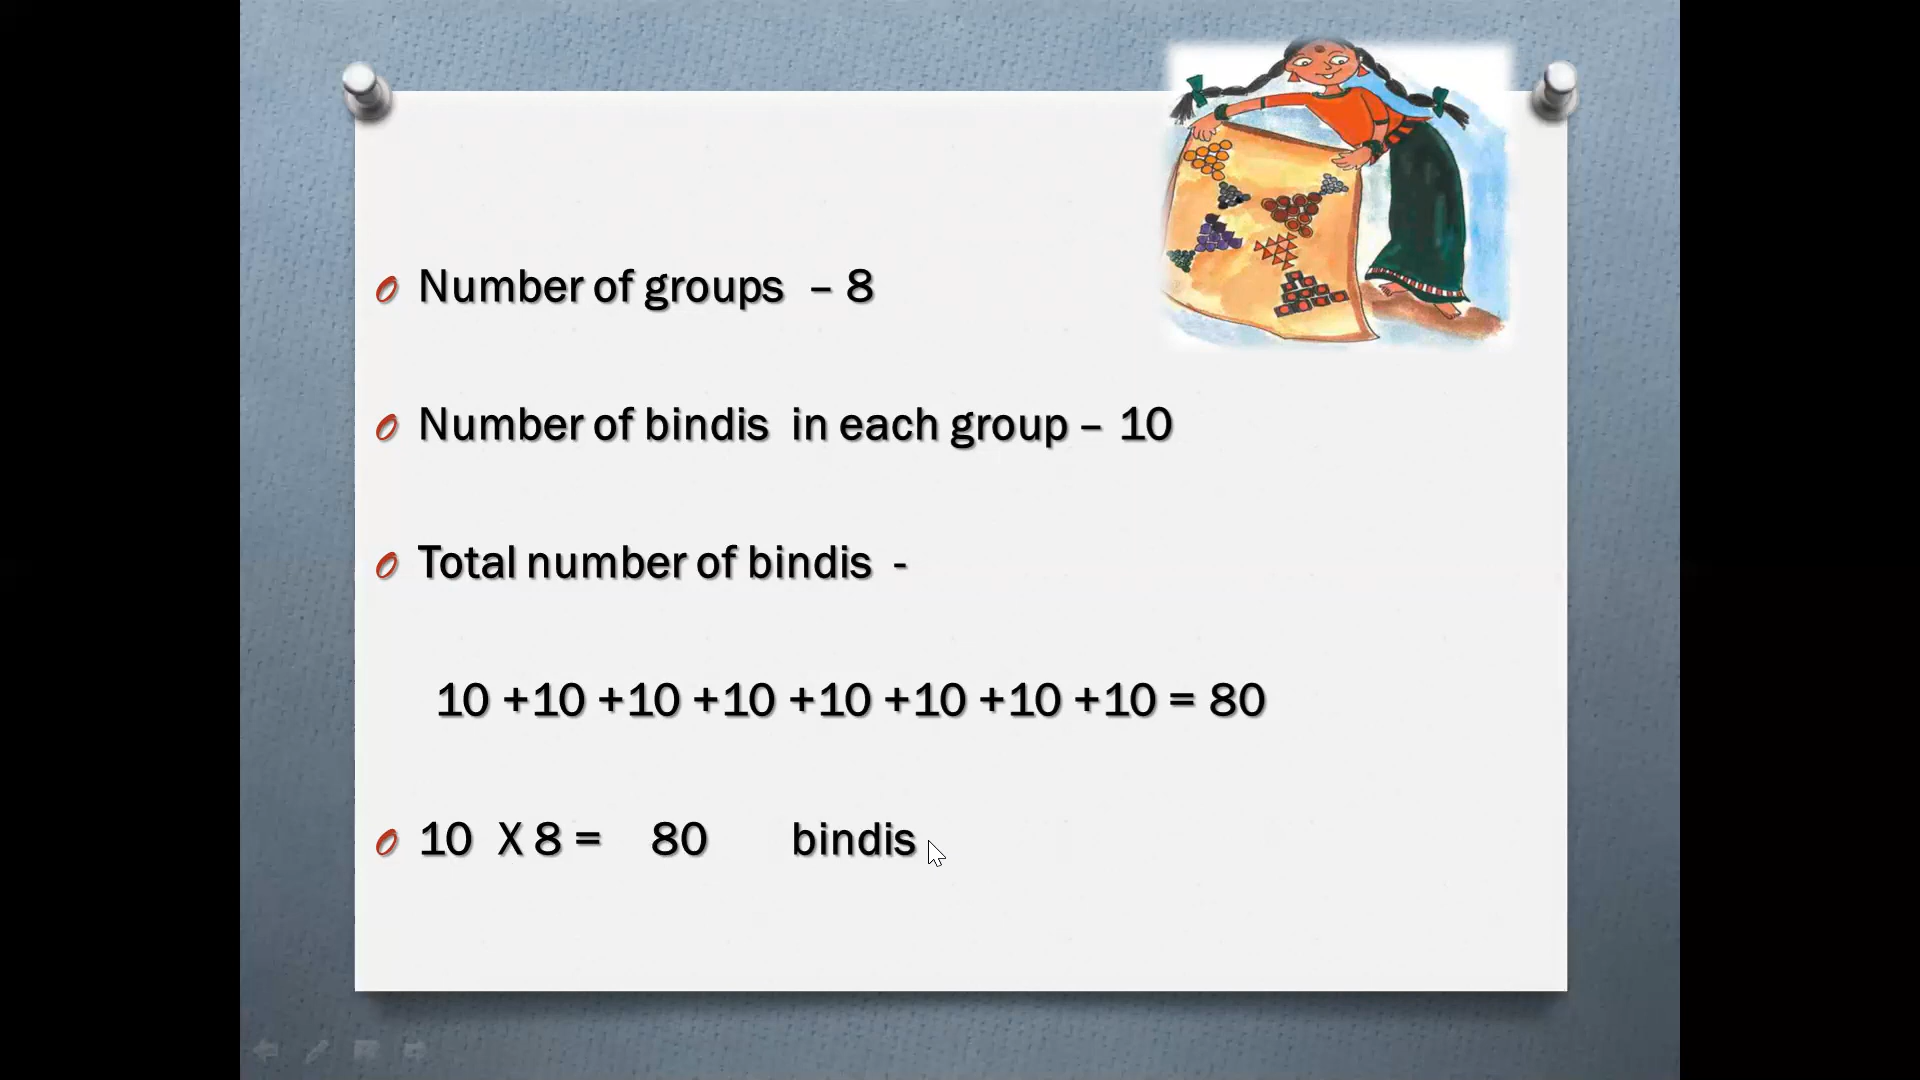 Number of groups – 8
Number of bindis in each group – 10
Total number of bindis -
10 +10 +10 +10 +10 +10 +10 +10 = 80
10 X 8 = 80 bindis